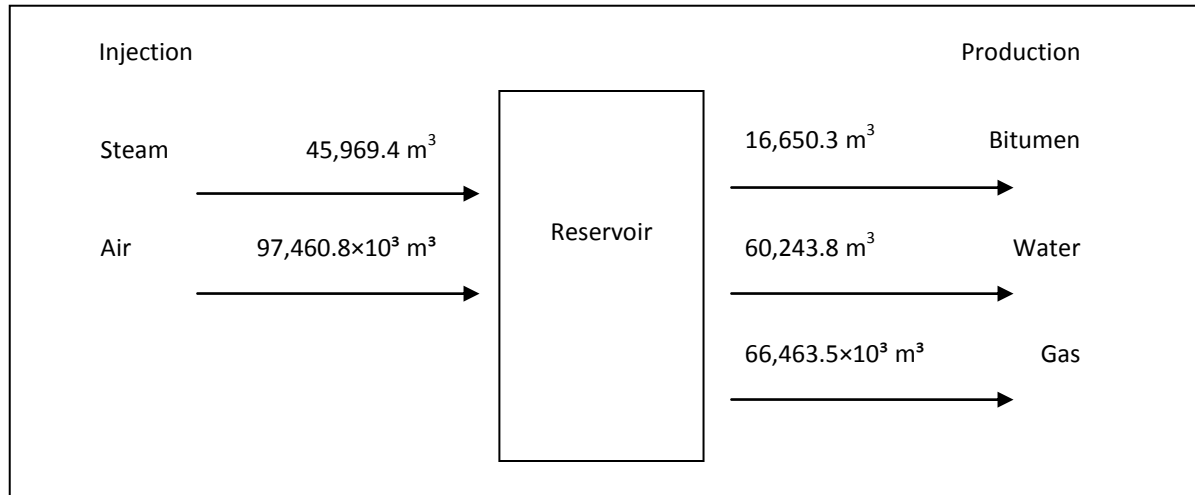 Injection Production
Steam 45,969.4 m³ 16,650.3 m³ Bitumen
Air 97,460.8×10³ m³ Reservoir 60,243.8 m³ Water
66,463.5×10³ m³ Gas